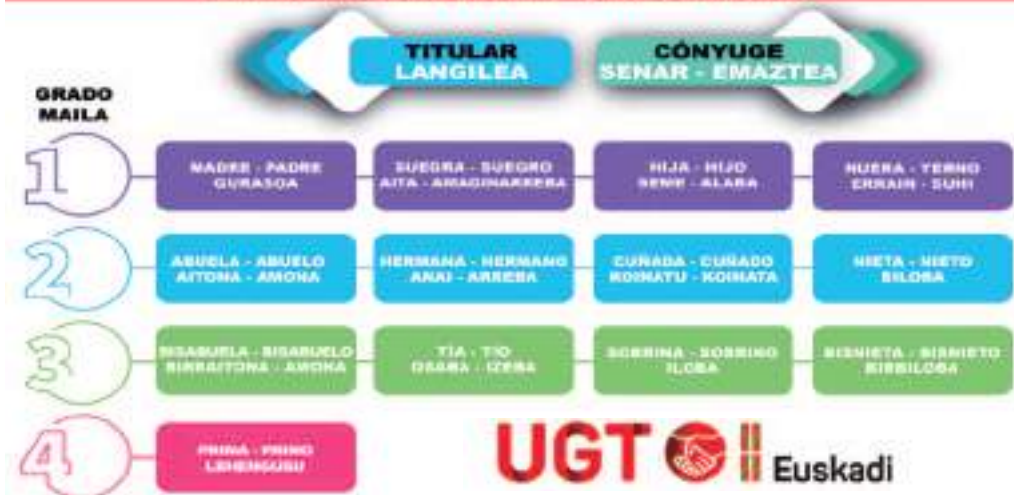 TITULAR
LANGILEA
CÓNYUGE
SENAR - EMAZTEA
GRADO
MAILA
1
MADRE - PADRE
GURASOA
SUEGRA - SUEGRO
AITA - AMAGINARREBA
HIJA - HIJO
SEME - ALABA
NUERA - YERNO
ERRAIN - SUHI
2
ABUELA - ABUELO
AITONA - AMONA
HERMANA - HERMANO
ANAI - ARREBA
CUÑADA - CUÑADO
KOINATU - KOINATA
NIETA - NIETO
BILOBA
3
BISABUELA - BISABUELO
BIRRAITONA - AMONA
TÍA - TÍO
OSABA - IZEBA
SOBRINA - SOBRINO
ILOBA
BISNIETA - BISNIETO
BIRBILOBA
4
PRIMA - PRIMO
LEHENGUSU
UGT
Euskadi